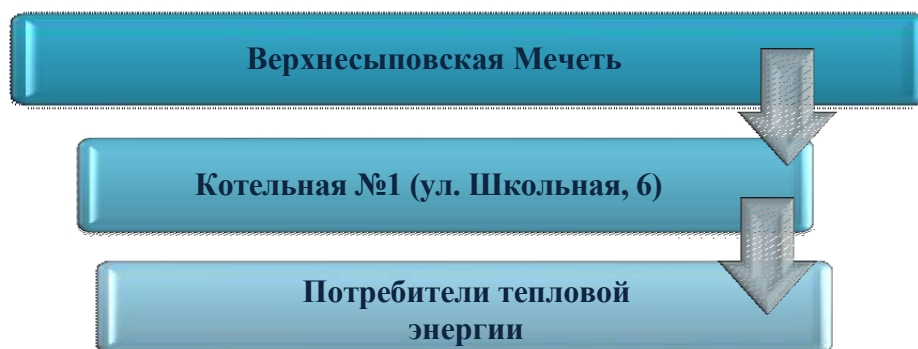 Верхнесыповская Мечеть
Котельная №1 (ул. Школьная, 6)
Потребители тепловой
энергии